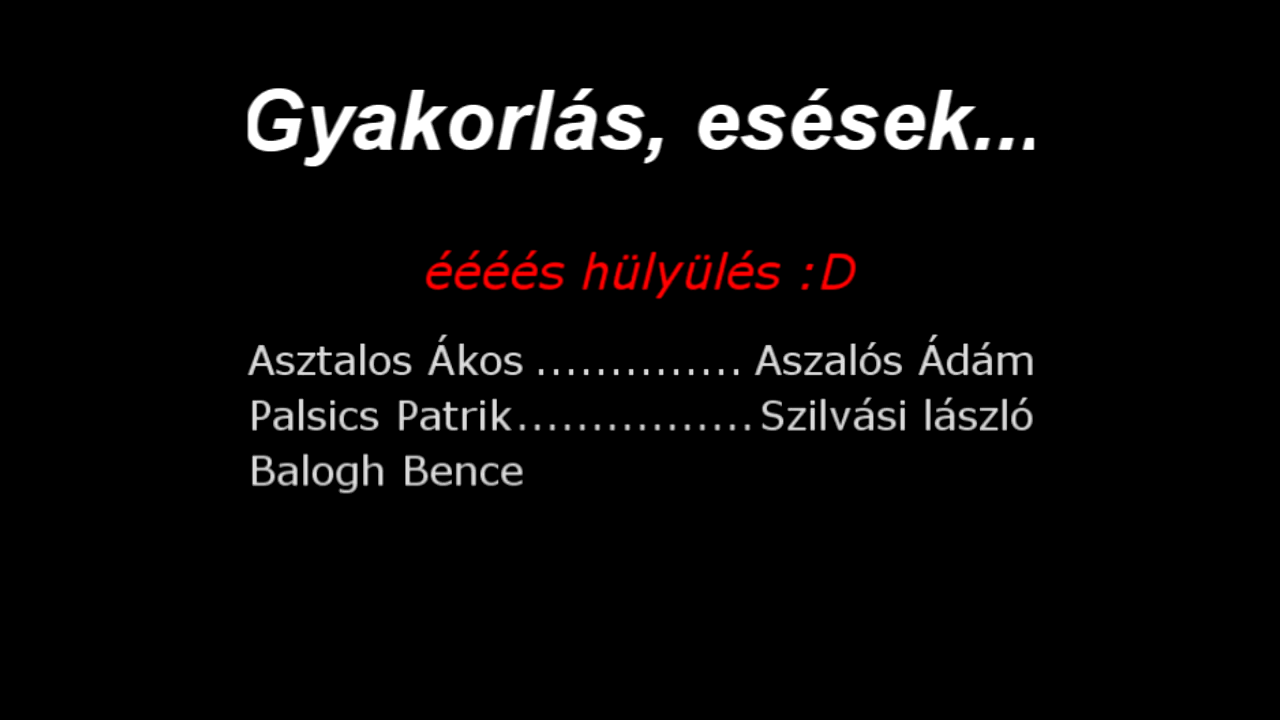 Gyakorlás, esések...
éééés hülyülés :D
Asztalos Ákos .............. Aszalós Ádám
Palsics Patrik................Szilvási lászló
Balogh Bence